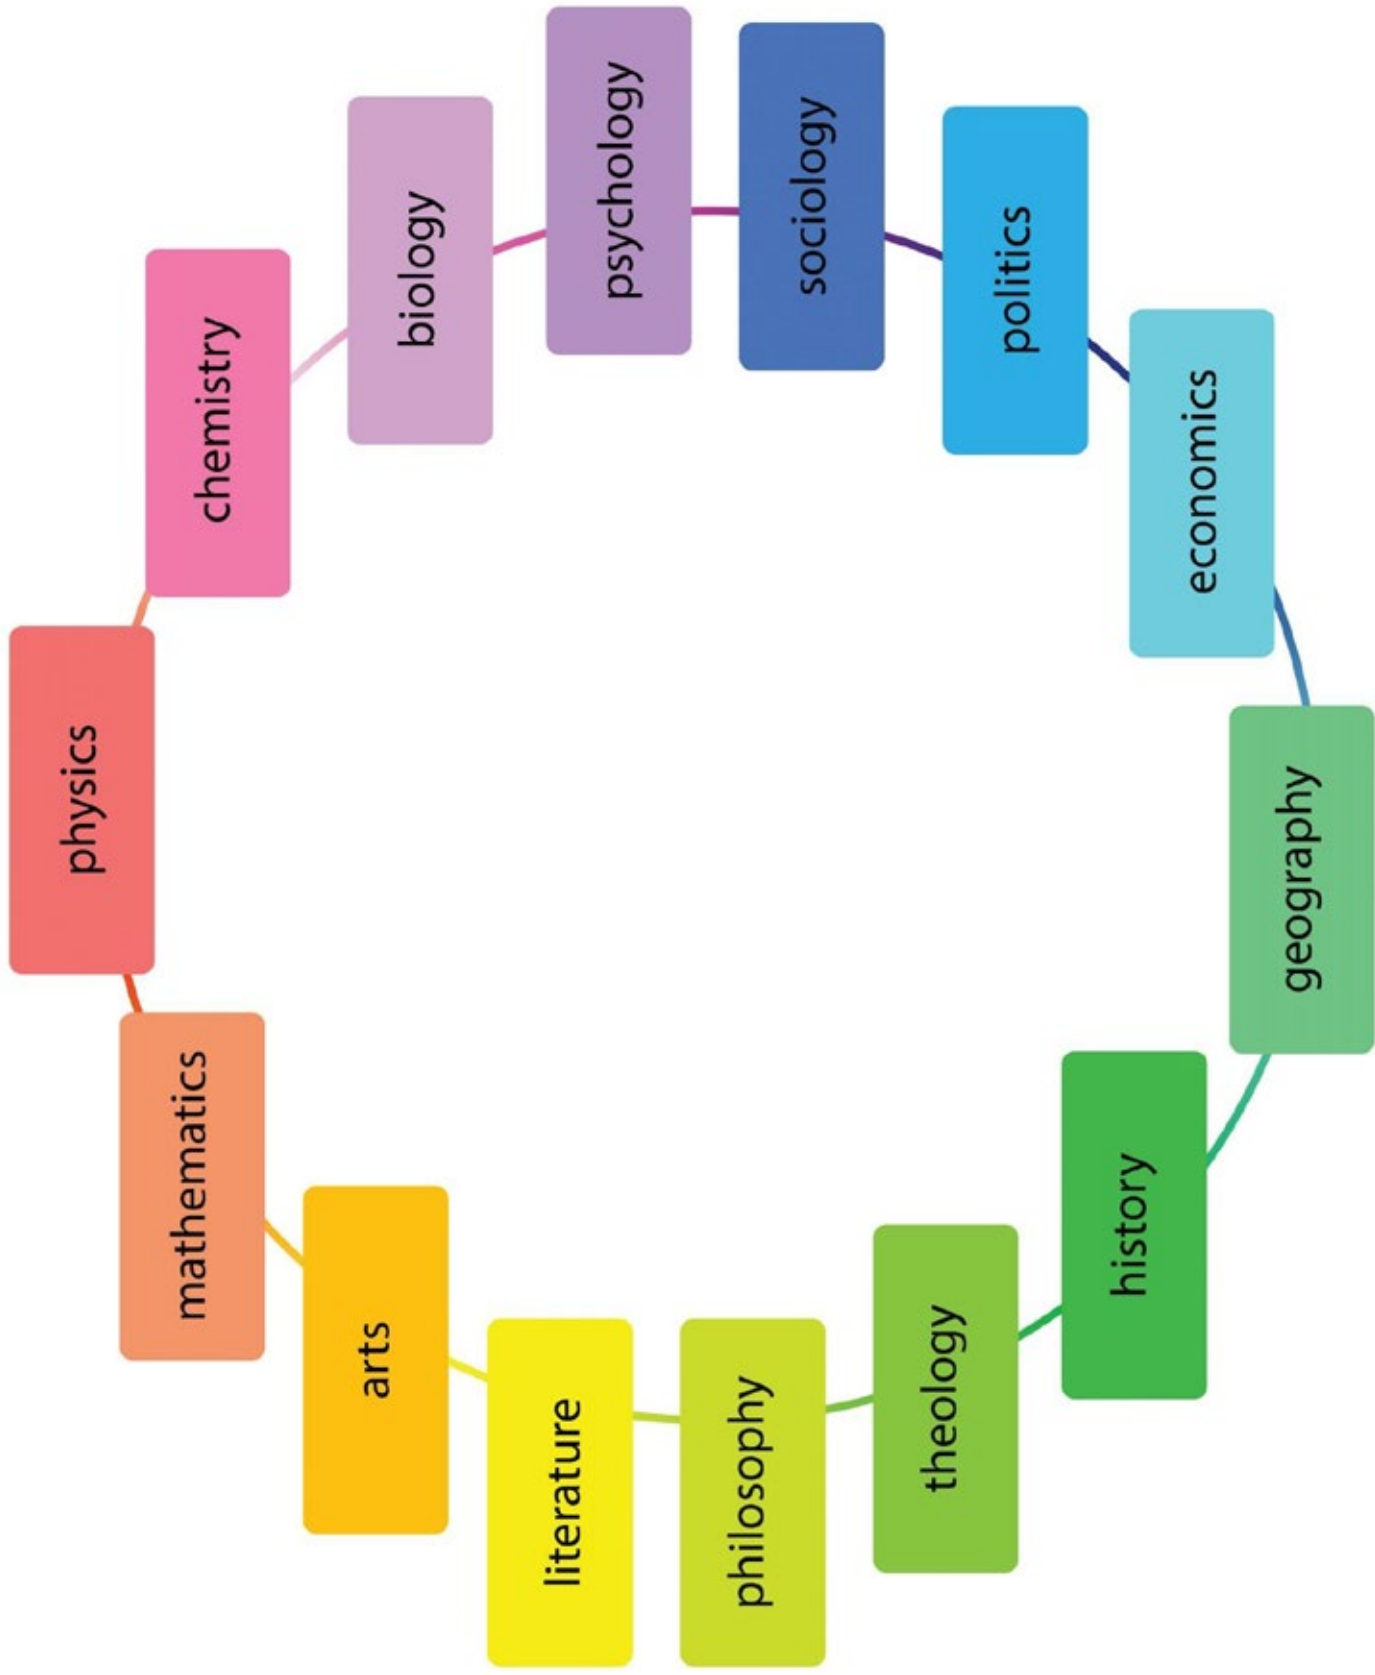 physics
chemistry
biology
psychology
sociology
politics
economics
geography
history
theology
philosophy
literature
arts
mathematics